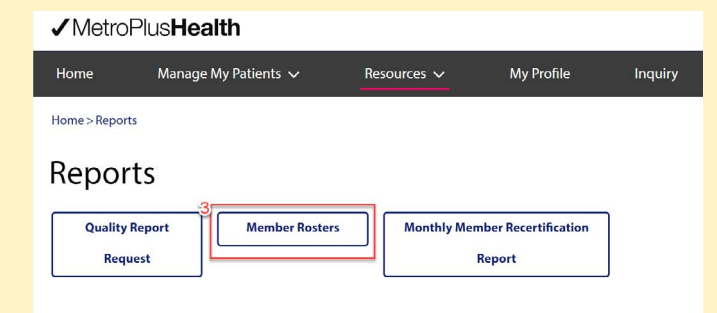 ✓MetroPlusHealth
Home Manage My Patients Resources My Profile Inquiry
Home > Reports
Reports
3
Quality Report
Request
Member Rosters
Monthly Member Recertification
Report